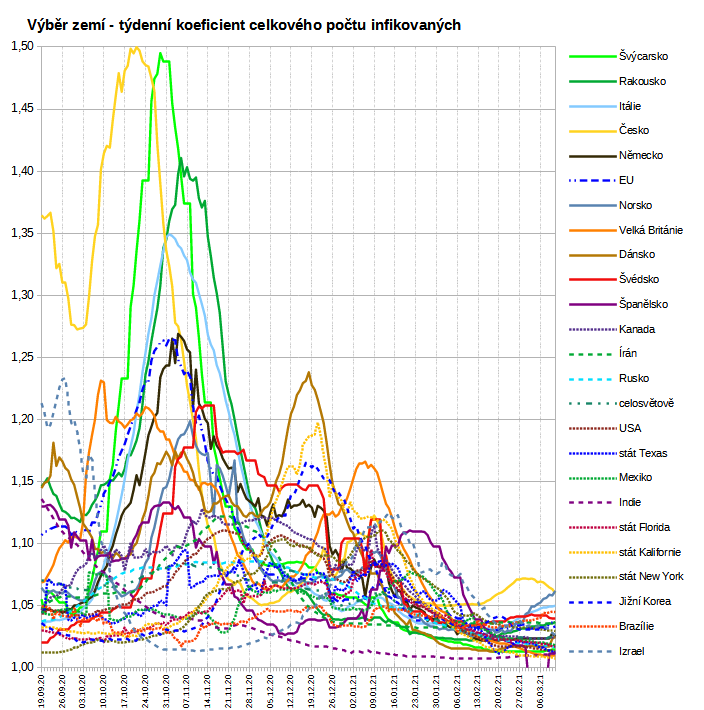 Výběr zemí - týdenní koeficient celkového počtu infikovaných
1,50
1,45
1,40
1,35
1,30
1,25
1,20
1,15
1,10
1,05
1,00
19.09.20
26.09.20
03.10.20
10.10.20
17.10.20
24.10.20
31.10.20
07.11.20
14.11.20
21.11.20
28.11.20
05.12.20
12.12.20
19.12.20
26.12.20
02.01.21
09.01.21
16.01.21
23.01.21
30.01.21
06.02.21
13.02.21
20.02.21
27.02.21
06.03.21
Švýcarsko
Rakousko
Itálie
Česko
Německo
EU
Norsko
Velká Británie
Dánsko
Švédsko
Španělsko
Kanada
Írán
Rusko
celosvětově
USA
stát Texas
Mexiko
Indie
stát Florida
stát Kalifornie
stát New York
Jižní Korea
Brazílie
Izrael